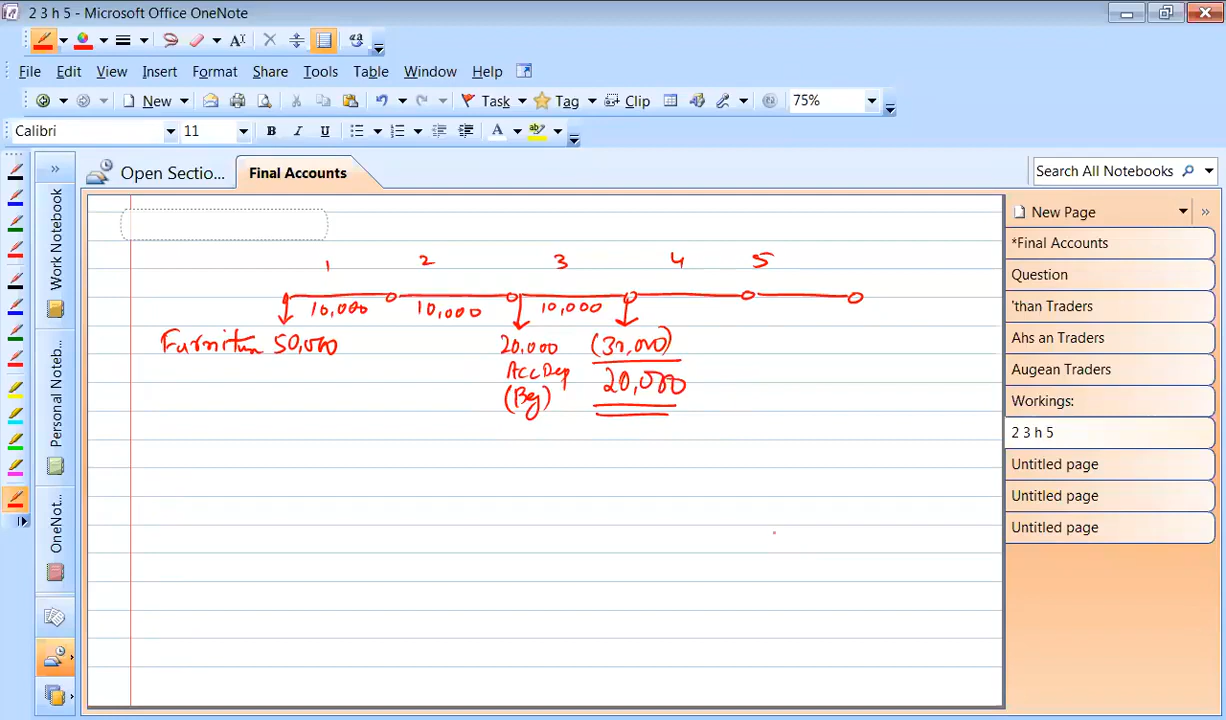 2 3 h 5 - Microsoft Office OneNote
File Edit View Insert Format Share Tools Table Window Help
New Task Tag Clip 75%
Calibri 11 B I U A ab
» Open Sectio... Final Accounts Search All Notebooks
New Page »
*Final Accounts
Question
'than Traders
Ahs an Traders
Augean Traders
Workings:
2 3 h 5
Untitled page
Untitled page
Untitled page
Work Notebook
Personal Noteb...
OneNot...
1 2 3 4 5
10,000 10,000 10,000
Furniture 50,000 20,000 (30,000)
Acc Dep 20,000
(Beg)